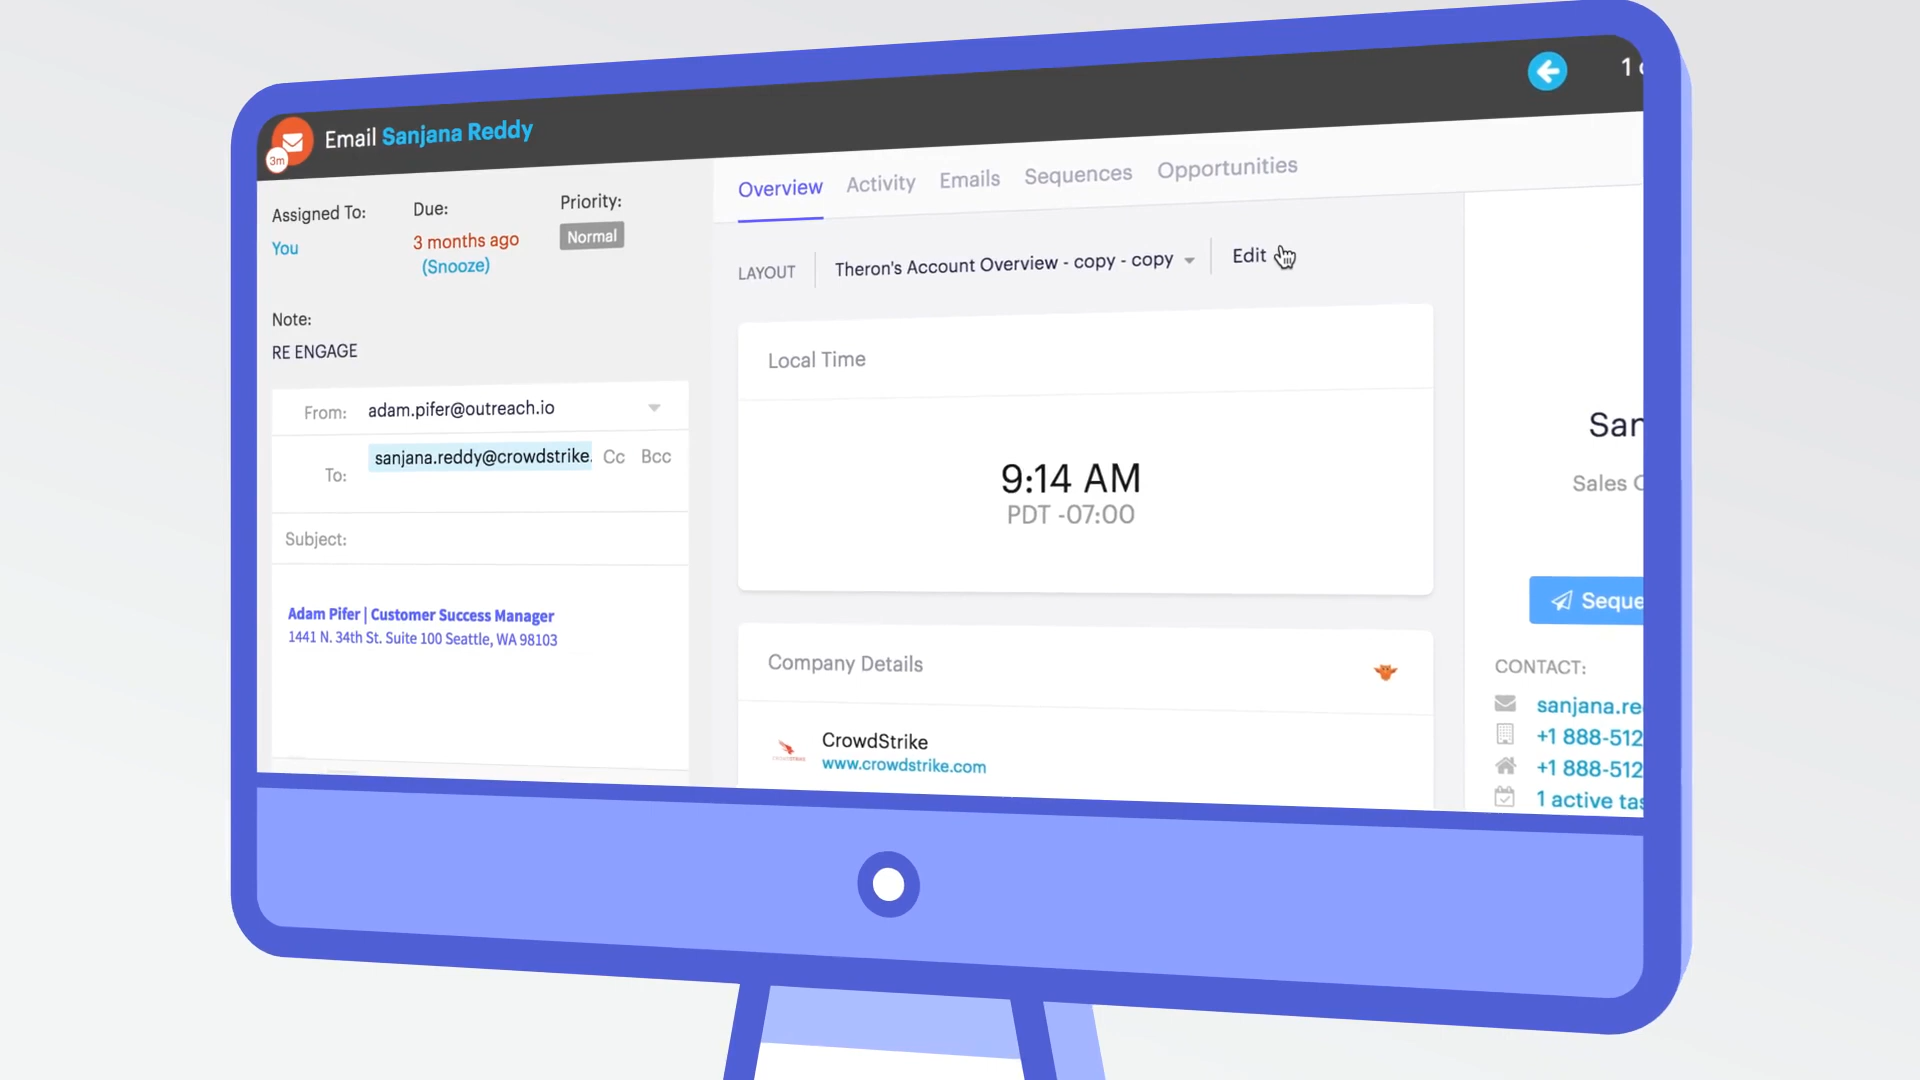 Email Sanjana Reddy
3m
1
Assigned To:
You
Due:
3 months ago
(Snooze)
Priority:
Normal
Note:
RE ENGAGE
From:
adam.pifer@outreach.io
To:
sanjana.reddy@crowdstrike.
Cc
Bcc
Subject:
Adam Pifer | Customer Success Manager
1441 N. 34th St. Suite 100 Seattle, WA 98103
Overview
Activity
Emails
Sequences
Opportunities
LAYOUT
Theron's Account Overview - copy - copy
Edit
Local Time
9:14 AM
PDT -07:00
Company Details
CrowdStrike
www.crowdstrike.com
San
Sales
Seque
CONTACT:
sanjana.re
+1 888-512
+1 888-512
1 active tas